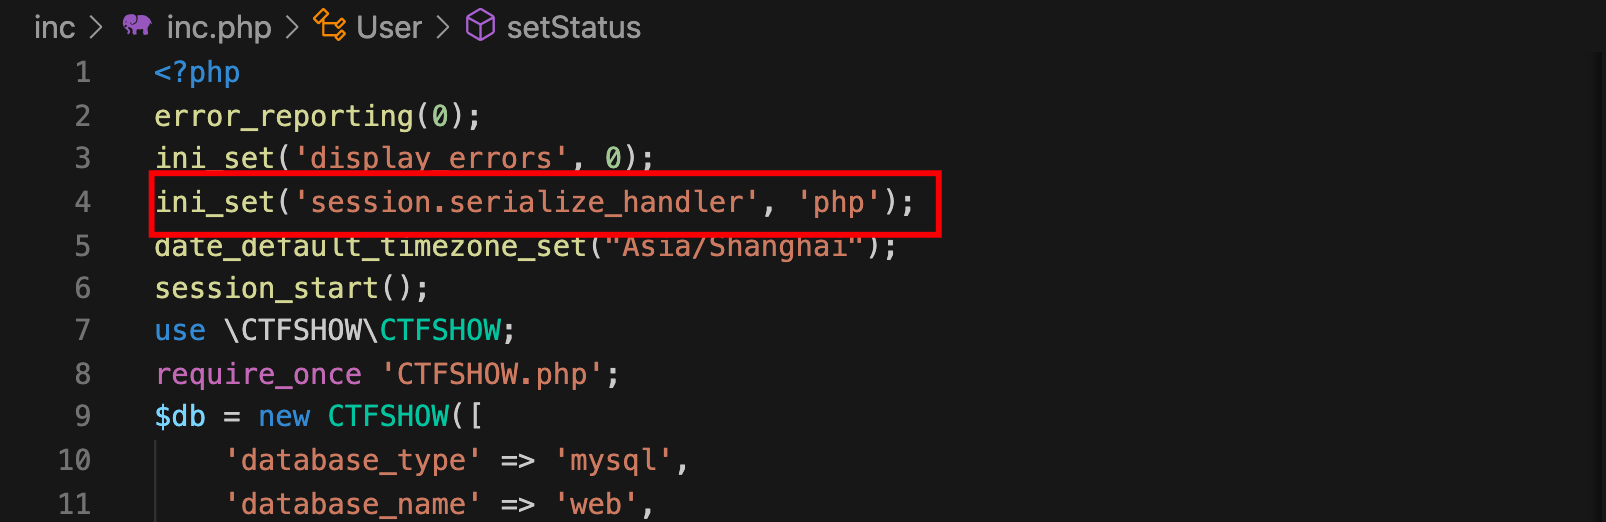 inc > inc.php > User > setStatus
1 <?php
2 error_reporting(0);
3 ini_set('display_errors', 0);
4 ini_set('session.serialize_handler', 'php');
5 date_default_timezone_set("Asia/Shanghai");
6 session_start();
7 use \CTFSHOW\CTFSHOW;
8 require_once 'CTFSHOW.php';
9 $db = new CTFSHOW([
10 'database_type' => 'mysql',
11 'database_name' => 'web',